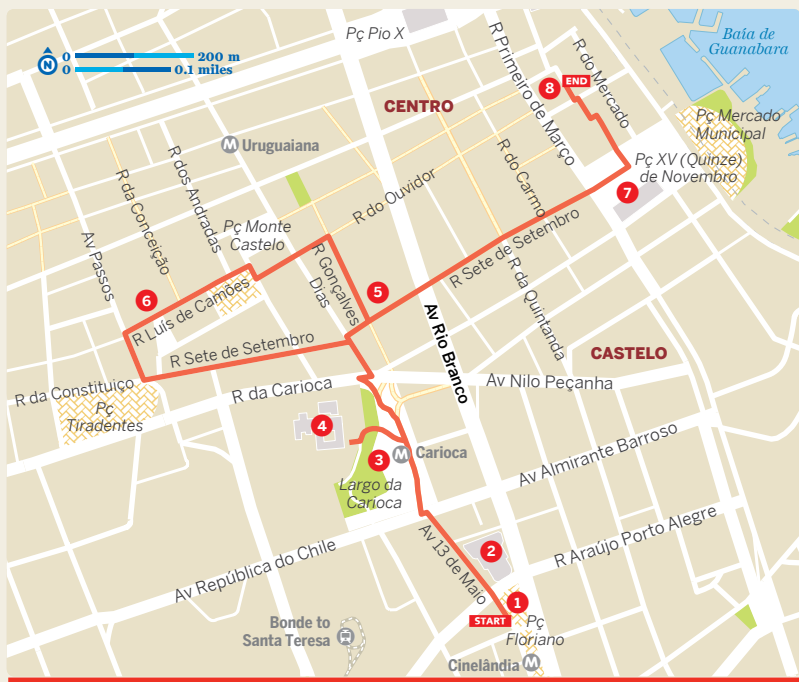 0 200 m
N
0 0.1 miles
Pç Pio X
Baía de
Guanabara
R Primeiro de Março
R do Mercado
8
END
CENTRO
Pç Mercado
Municipal
M Uruguaiana
R do Carmo
Pç XV (Quinze)
de Novembro
7
R dos Andradas
R da Conceição
R do Ouvidor
Pç Monte
Castelo
Av Passos
R Gonçalves
Dias
5
R Sete de Setembro
R da Quintanda
6
R Luís de Camões
Av Rio Branco
R Sete de Setembro
CASTELO
R da Constituiço
R da Carioca
Av Nilo Peçanha
Pç
Tiradentes
4
3
M Carioca
Largo da
Carioca
Av Almirante Barroso
Av República do Chile
Av 13 de Maio
2
R Araújo Porto Alegre
1
START
Pç
Floriano
Bonde to
Santa Teresa
Cinelândia M